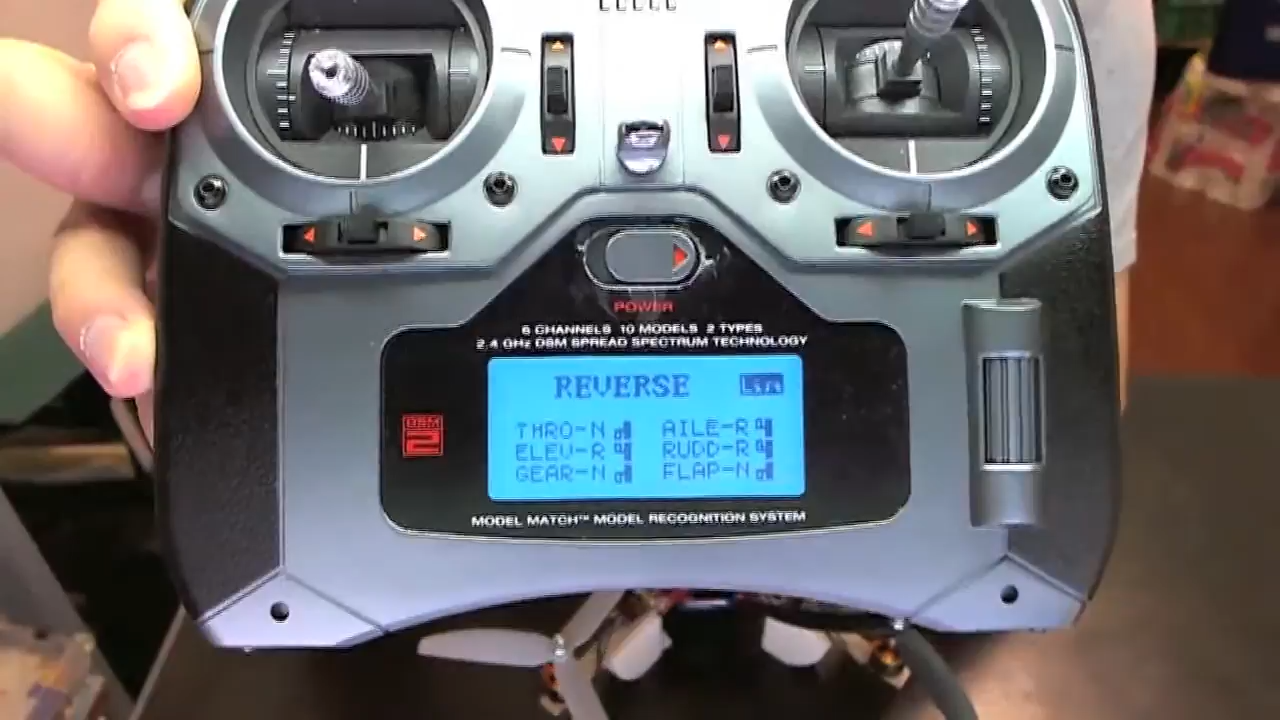 POWER
6 CHANNELS 10 MODELS 2 TYPES
2.4 GHz DSM SPREAD SPECTRUM TECHNOLOGY
REVERSE
THRO-N AILE-R
ELEV-R RUDD-R
GEAR-N FLAP-N
DSM
2
MODEL MATCH™ MODEL RECOGNITION SYSTEM